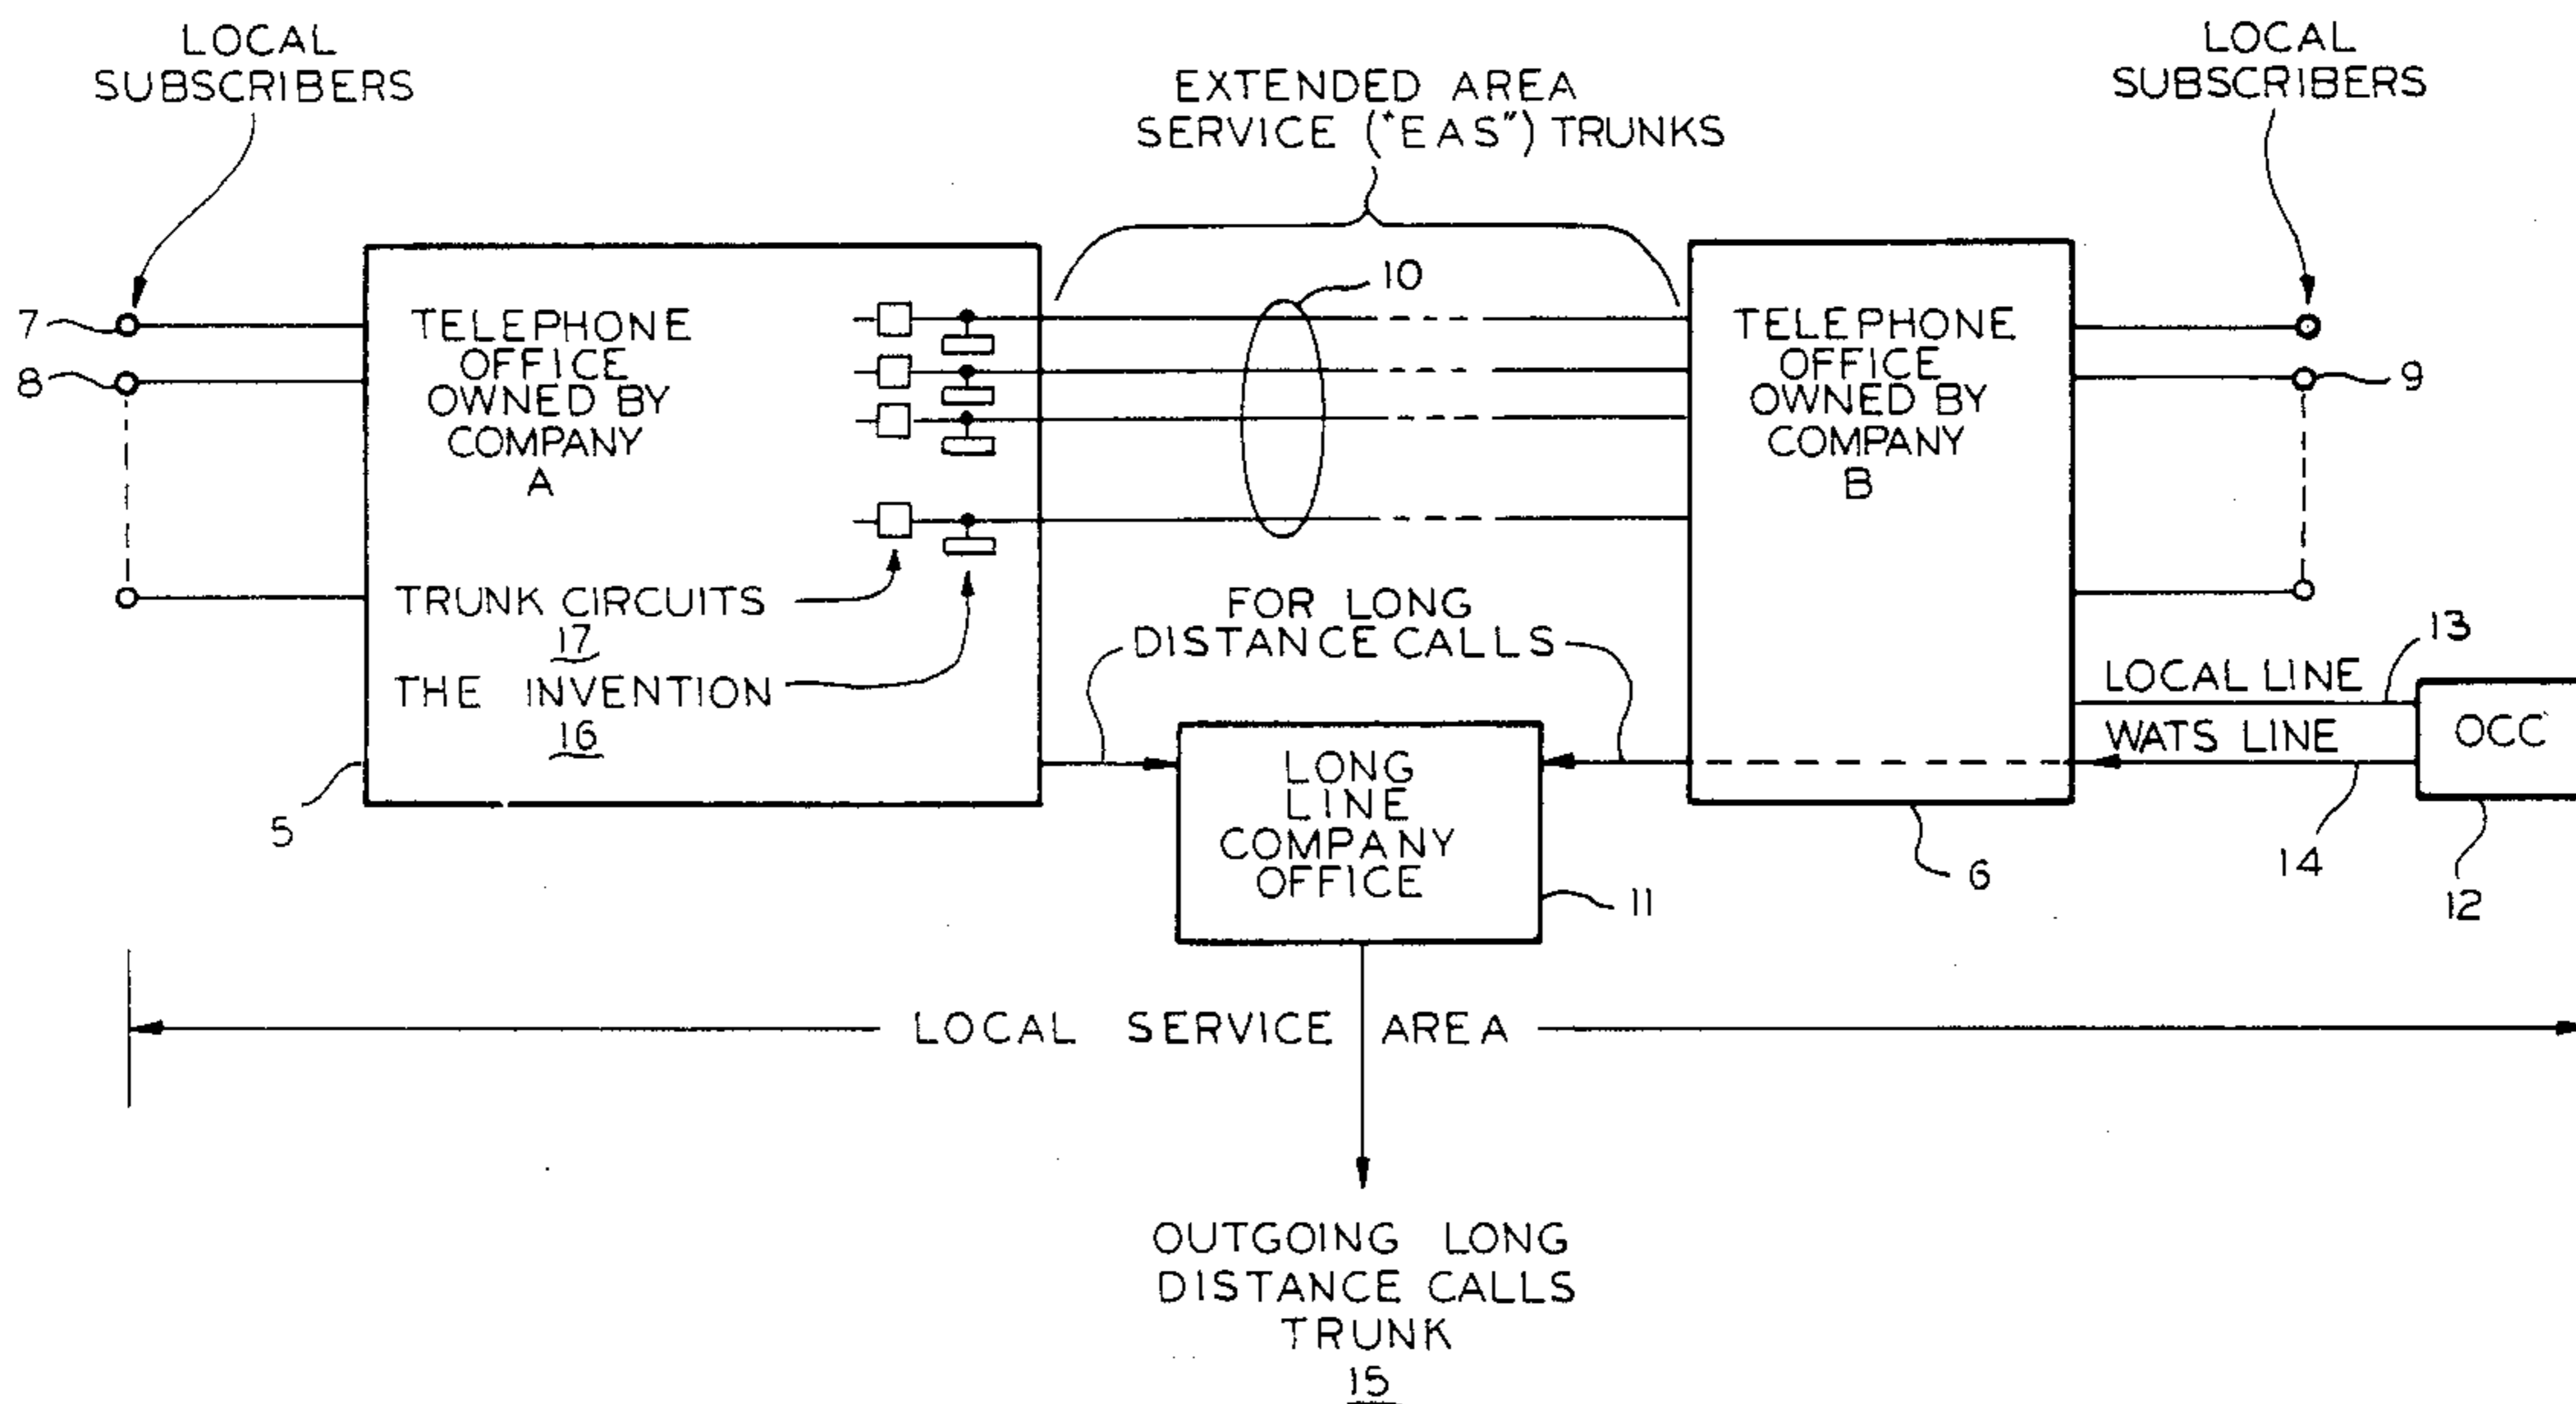 LOCAL
SUBSCRIBERS
EXTENDED AREA
SERVICE ("EAS") TRUNKS
LOCAL
SUBSCRIBERS
10
7
8
9
TELEPHONE
OFFICE
OWNED BY
COMPANY
A
TELEPHONE
OFFICE
OWNED BY
COMPANY
B
TRUNK CIRCUITS
17
THE INVENTION
16
FOR LONG
DISTANCE CALLS
13
LOCAL LINE
WATS LINE
OCC
LONG
LINE
COMPANY
OFFICE
5
11
6
14
12
LOCAL SERVICE AREA
OUTGOING LONG
DISTANCE CALLS
TRUNK
15